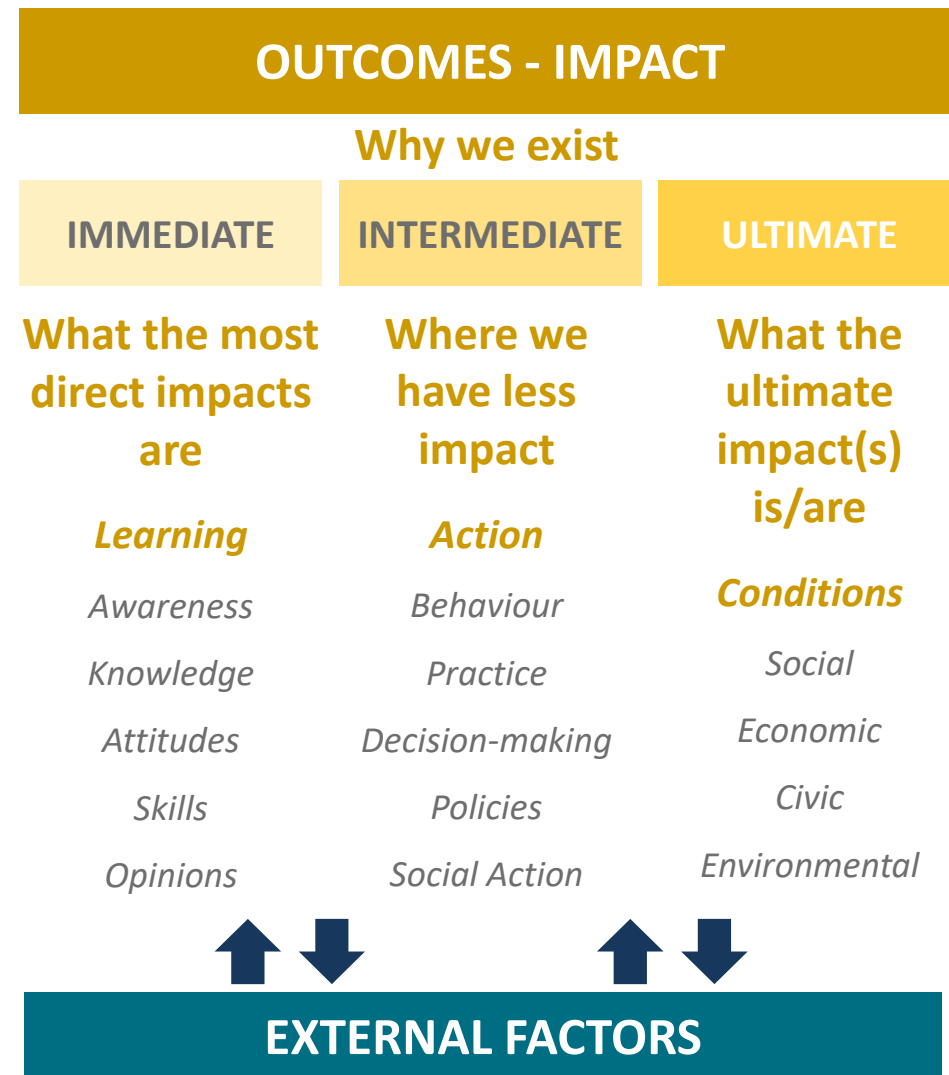 OUTCOMES - IMPACT
Why we exist
IMMEDIATE
What the most
direct impacts
are
Learning
Awareness
Knowledge
Attitudes
Skills
Opinions
INTERMEDIATE
Where we
have less
impact
Action
Behaviour
Practice
Decision-making
Policies
Social Action
ULTIMATE
What the
ultimate
impact(s)
is/are
Conditions
Social
Economic
Civic
Environmental
EXTERNAL FACTORS